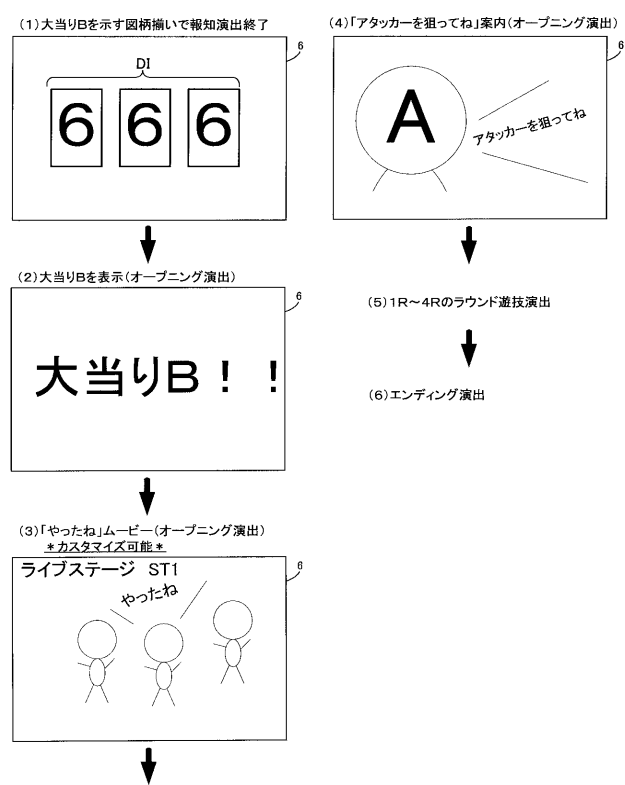 (1)大当りBを示す図柄揃いで報知演出終了
6
DI
6 6 6
(2)大当りBを表示(オープニング演出)
6
大当りB！！
(3)「やったね」ムービー(オープニング演出)
＊カスタマイズ可能＊
6
ライブステージ ST1
やったね
(4)「アタッカーを狙ってね」案内(オープニング演出)
6
A
アタッカーを狙ってね
(5)1R～4Rのラウンド遊技演出
(6)エンディング演出